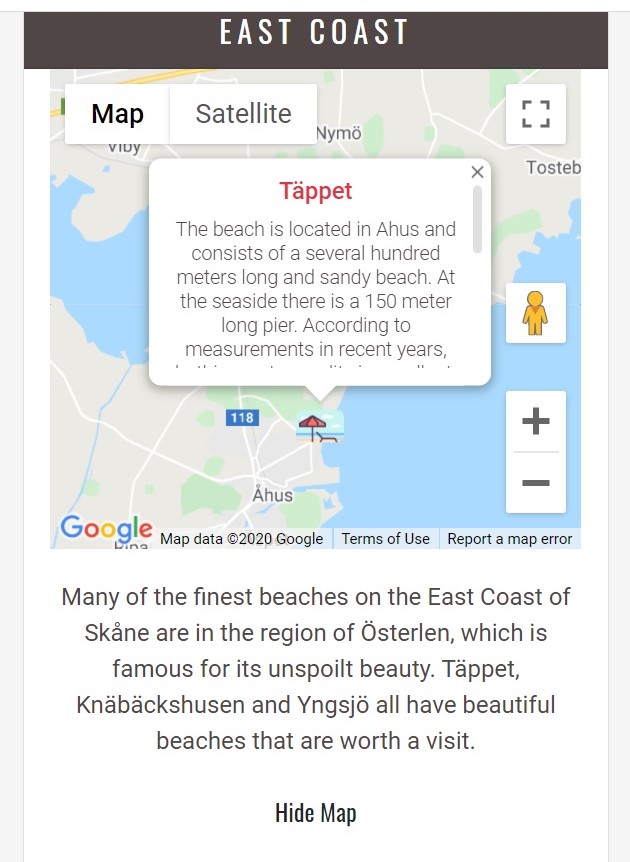 EAST COAST
Map
Satellite
Nymö
Viby
Tosteb
Täppet
The beach is located in Ahus and
consists of a several hundred
meters long and sandy beach. At
the seaside there is a 150 meter
long pier. According to
measurements in recent years,
118
Åhus
Google
Map data ©2020 Google
Terms of Use
Report a map error
Many of the finest beaches on the East Coast of
Skåne are in the region of Österlen, which is
famous for its unspoilt beauty. Täppet,
Knäbäckshusen and Yngsjö all have beautiful
beaches that are worth a visit.
Hide Map